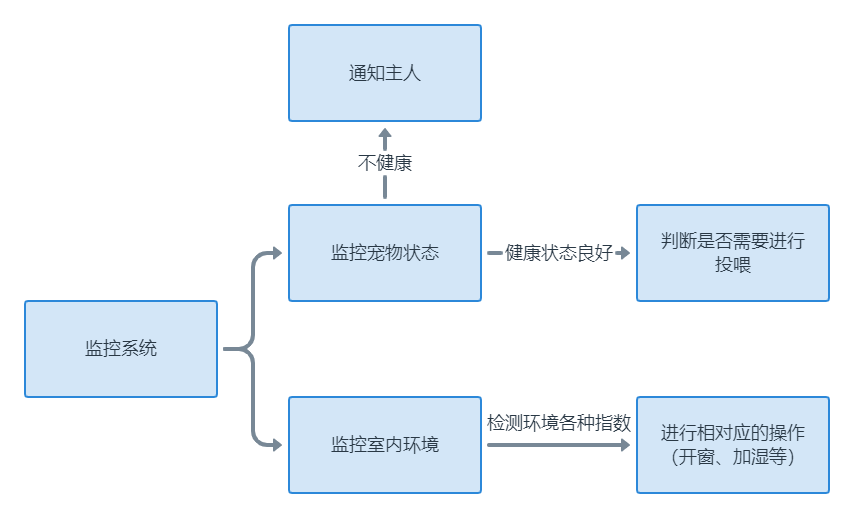 通知主人
不健康
监控宠物状态
健康状态良好
判断是否需要进行
投喂
监控系统
监控室内环境
检测环境各种指数
进行相对应的操作
（开窗、加湿等）